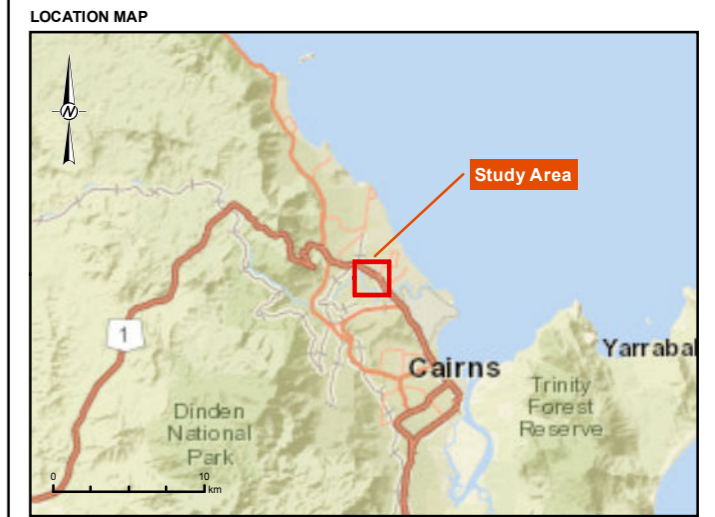 LOCATION MAP
N
Study Area
1
Yarrabal
Cairns
Trinity
Forest
Reserve
Dinden
National
Park
0 10
km